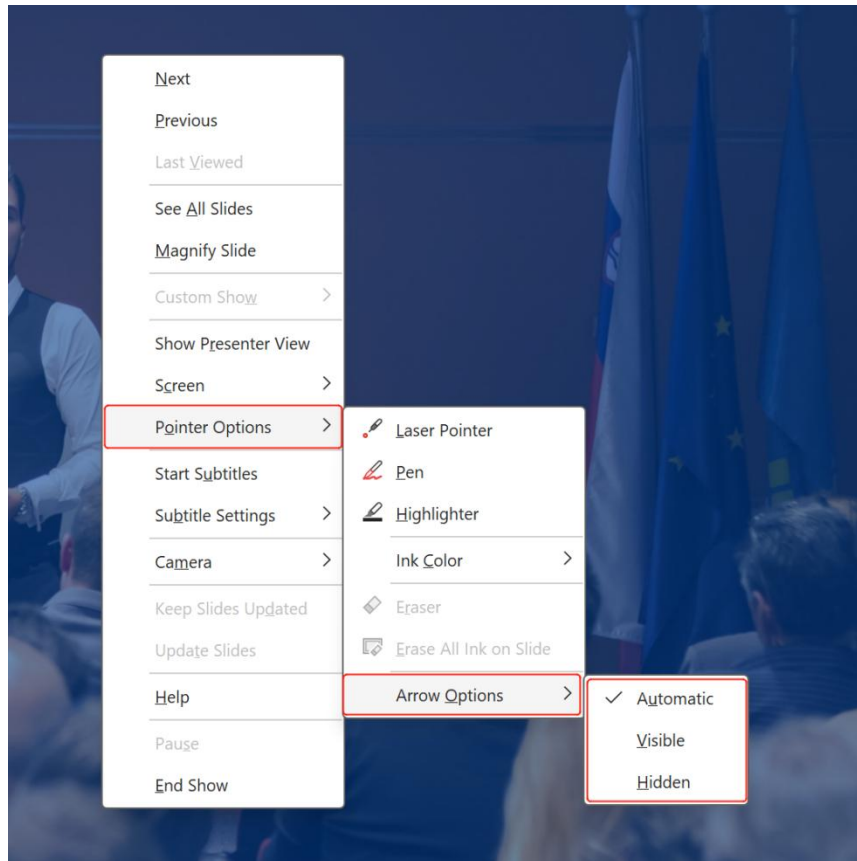 Next
Previous
Last Viewed
See All Slides
Magnify Slide
Custom Show
Show Presenter View
Screen
Pointer Options
Start Subtitles
Subtitle Settings
Camera
Keep Slides Updated
Update Slides
Help
Pause
End Show
Laser Pointer
Pen
Highlighter
Ink Color
Eraser
Erase All Ink on Slide
Arrow Options
Automatic
Visible
Hidden